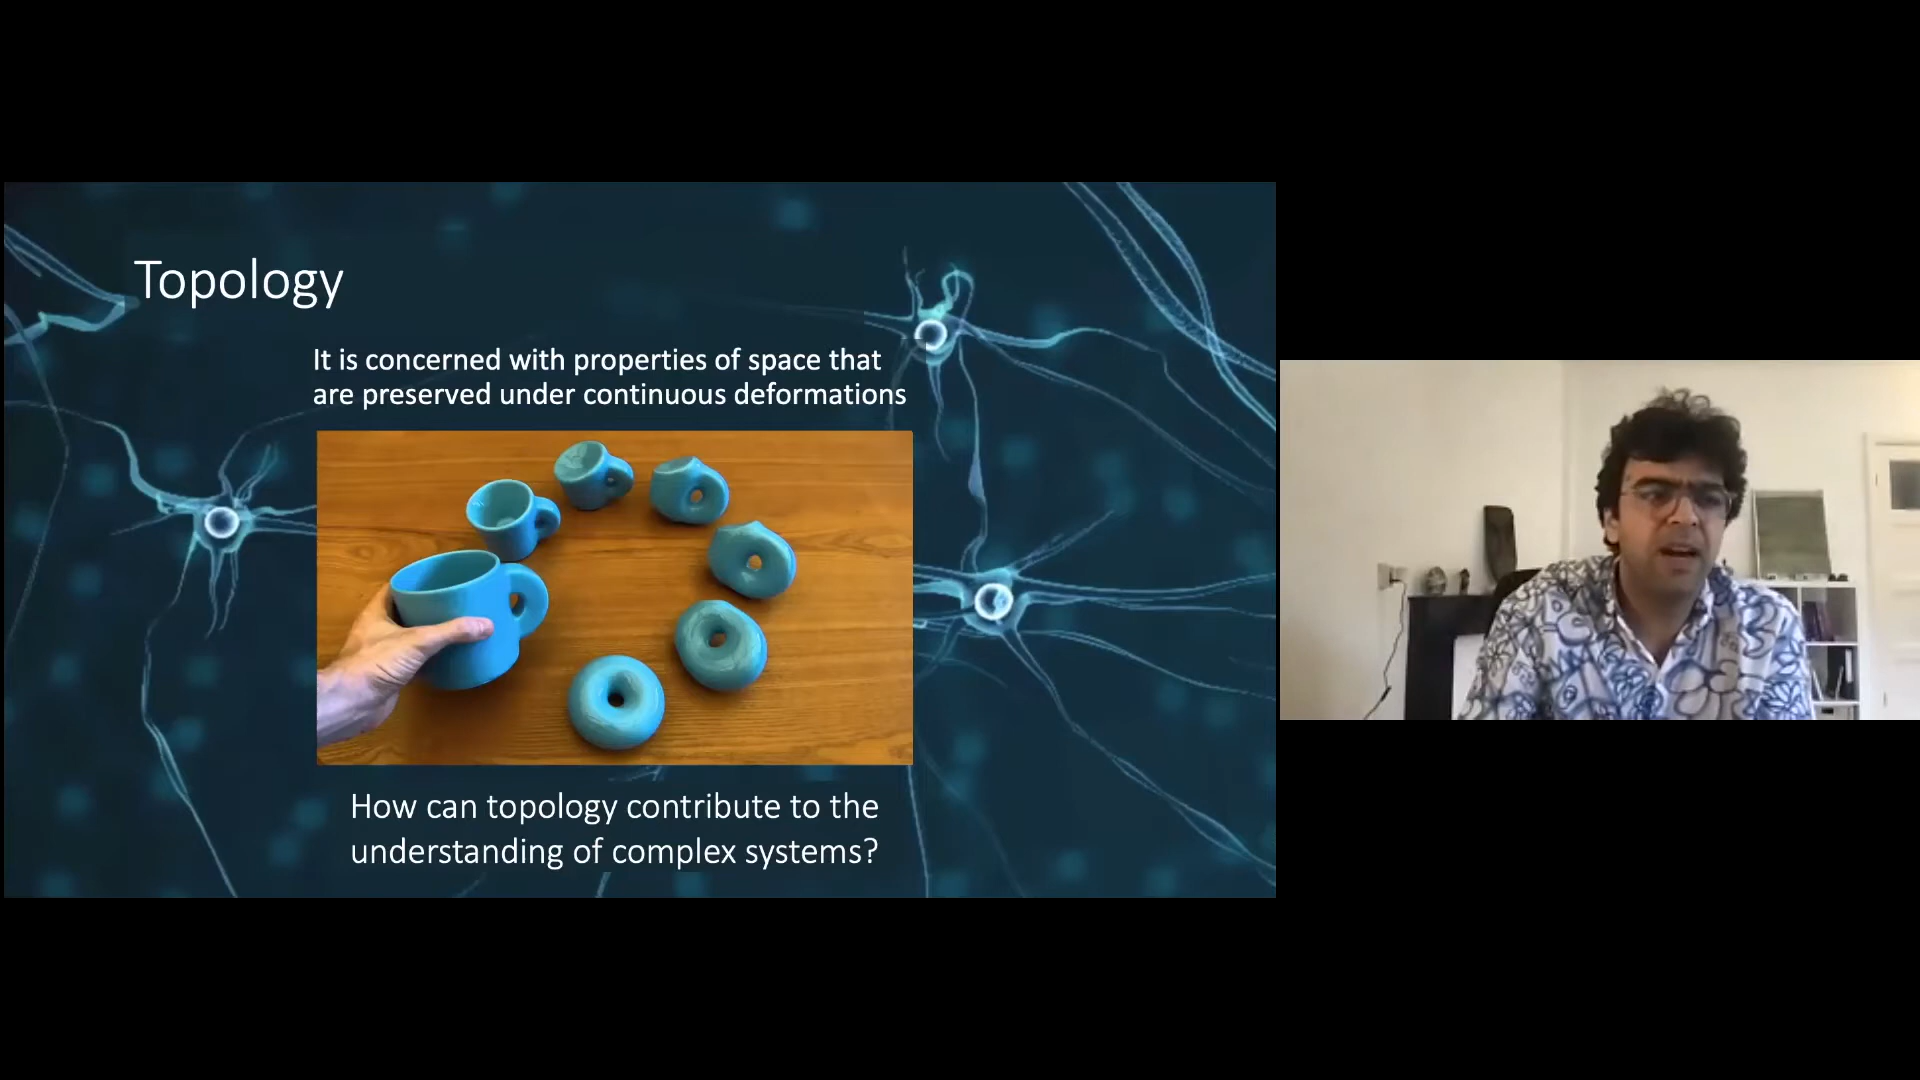 Topology
It is concerned with properties of space that
are preserved under continuous deformations
How can topology contribute to the
understanding of complex systems?